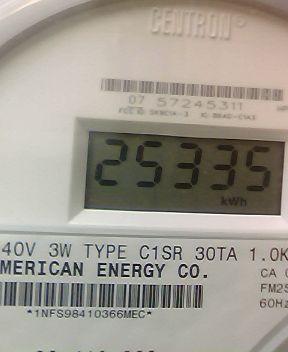 CENTRON®
07 57245311
25335
kWh
40V 3W TYPE C1SR 30TA 1.0K
MERICAN ENERGY CO.
CA
FM2S
60Hz
*1NFS98410366MEC*